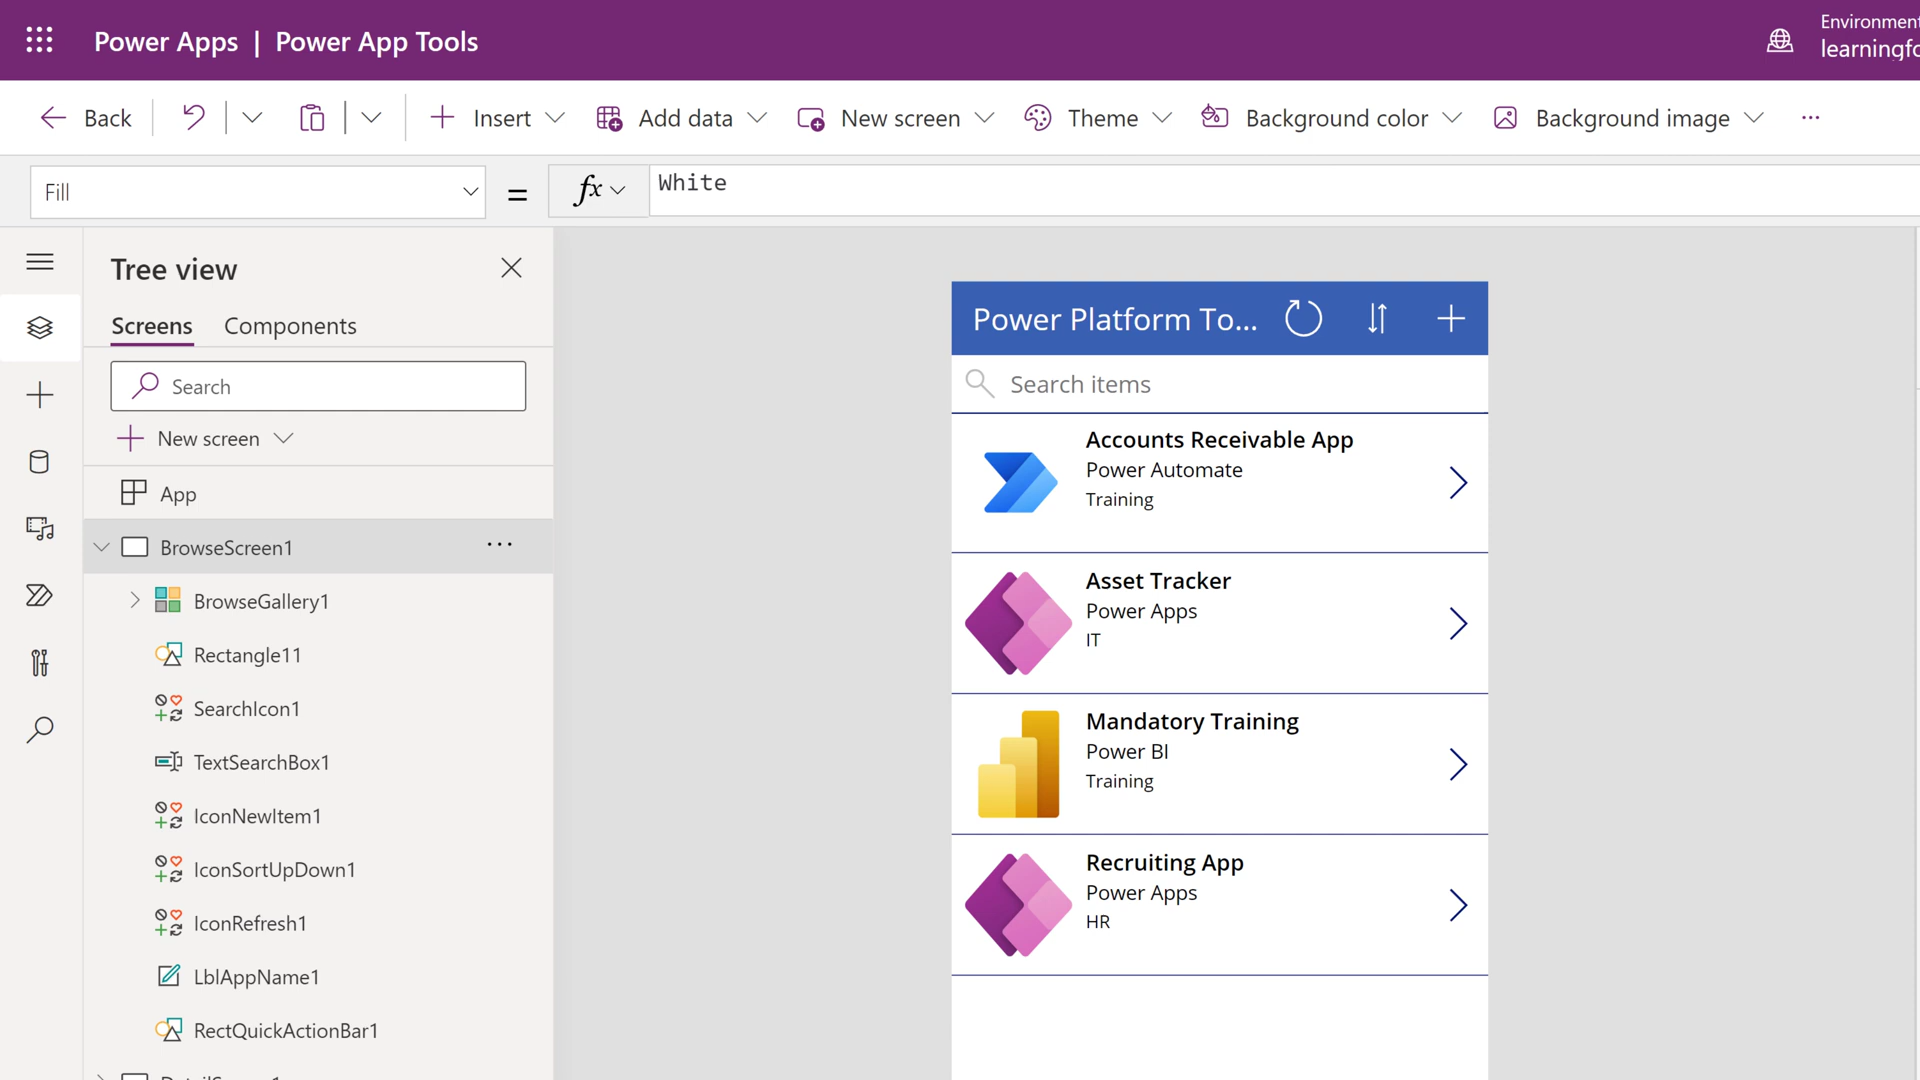 Power Apps | Power App Tools
Environment
Back
Insert
Add data
New screen
Theme
Background color
Background image
Fill
=
fx
White
Tree view
Screens
Components
Search
New screen
App
BrowseScreen1
BrowseGallery1
Rectangle11
SearchIcon1
TextSearchBox1
IconNewItem1
IconSortUpDown1
IconRefresh1
LblAppName1
RectQuickActionBar1
Power Platform To...
Search items
Accounts Receivable App
Power Automate
Training
Asset Tracker
Power Apps
IT
Mandatory Training
Power BI
Training
Recruiting App
Power Apps
HR